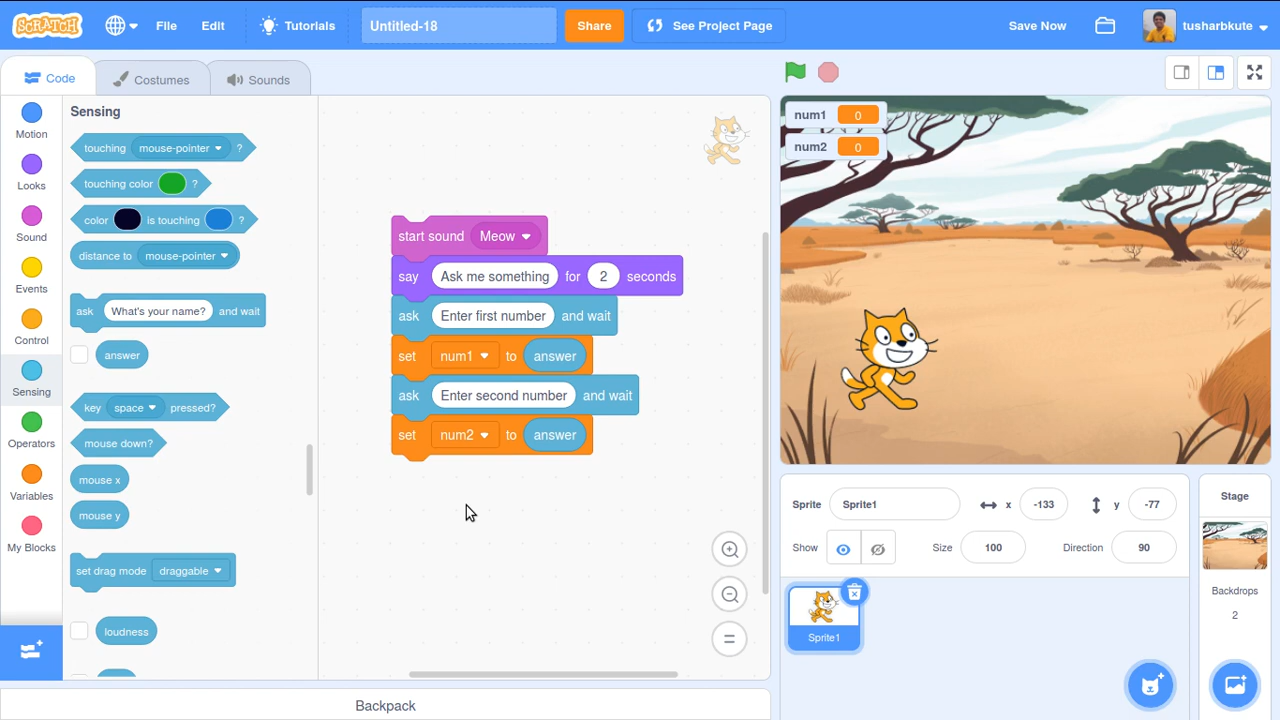 SCRATCH File Edit Tutorials Untitled-18 Share See Project Page Save Now tusharbkute
Code Costumes Sounds
Motion
Looks
Sound
Events
Control
Sensing
Operators
Variables
My Blocks
Sensing
touching mouse-pointer ?
touching color ?
color is touching ?
distance to mouse-pointer
ask What's your name? and wait
answer
key space pressed?
mouse down?
mouse x
mouse y
set drag mode draggable
loudness
start sound Meow
say Ask me something for 2 seconds
ask Enter first number and wait
set num1 to answer
ask Enter second number and wait
set num2 to answer
Backpack
num1 0
num2 0
Sprite Sprite1 x -133 y -77
Show Size 100 Direction 90
Sprite1
Stage
Backdrops
2